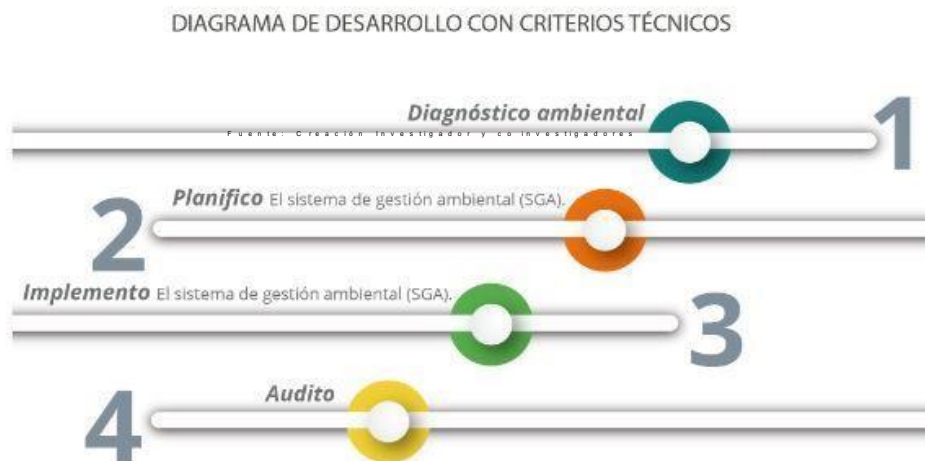 DIAGRAMA DE DESARROLLO CON CRITERIOS TÉCNICOS
Diagnóstico ambiental
Fuente: Creación Investigador y co investigadores
1
2
Planifico El sistema de gestión ambiental (SGA).
Implemento El sistema de gestión ambiental (SGA).
3
Audito
4